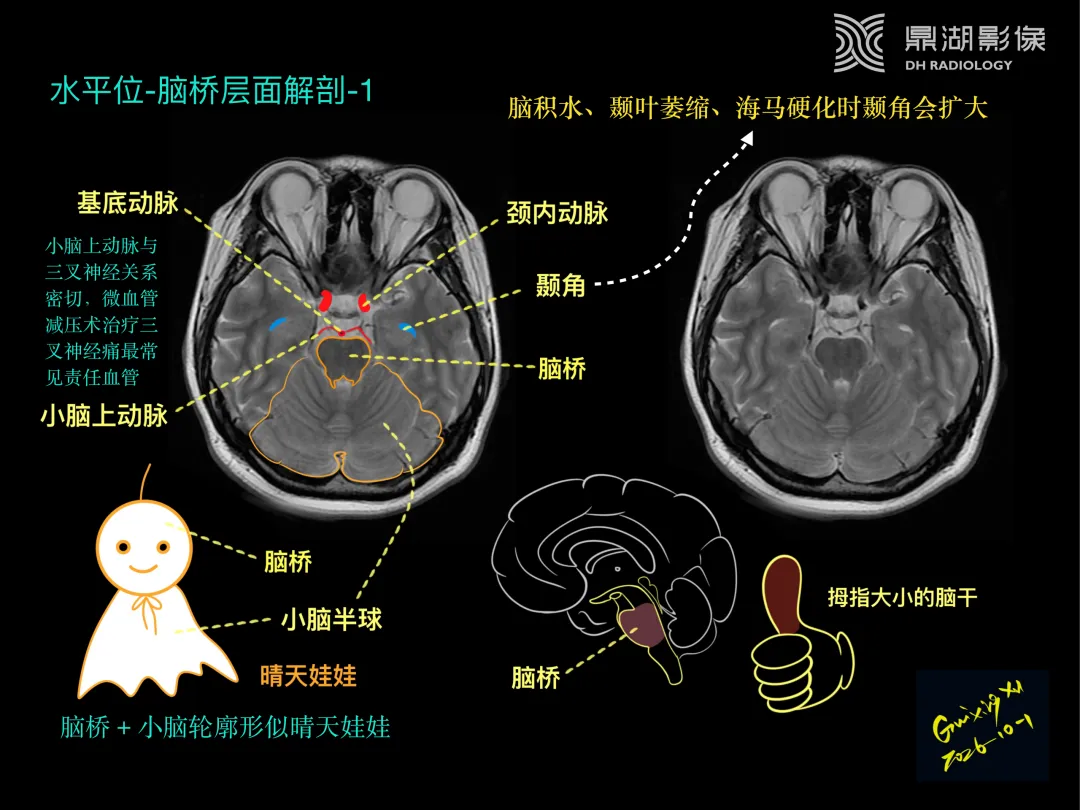 鼎湖影像
DH RADIOLOGY
水平位-脑桥层面解剖-1
脑积水、颞叶萎缩、海马硬化时颞角会扩大
基底动脉
颈内动脉
小脑上动脉与
三叉神经关系
密切，微血管
减压术治疗三
叉神经痛最常
见责任血管
颞角
脑桥
小脑上动脉
脑桥
小脑半球
晴天娃娃
脑桥 + 小脑轮廓形似晴天娃娃
脑桥
拇指大小的脑干
Guixing Xu
2026-10-1